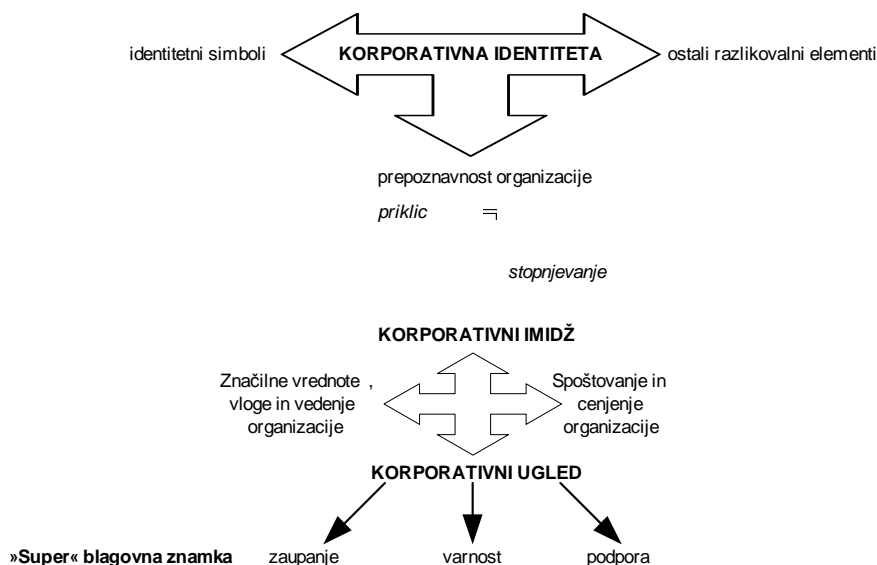 identitetni simboli KORPORATIVNA IDENTITETA ostali razlikovalni elementi
prepoznavnost organizacije
priklic
stopnjevanje
KORPORATIVNI IMIDŽ
Značilne vrednote ,
vloge in vedenje
organizacije
Spoštovanje in
cenjenje
organizacije
KORPORATIVNI UGLED
»Super« blagovna znamka zaupanje varnost podpora